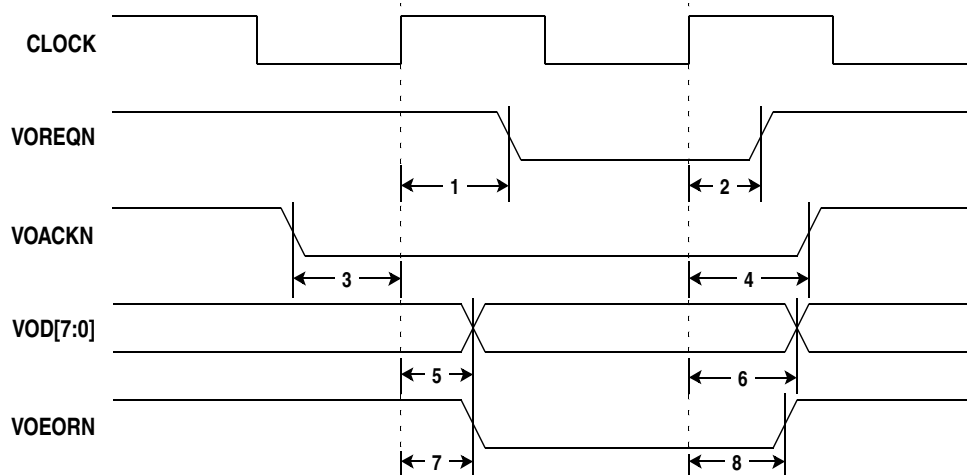 CLOCK
VOREQN
1
2
VOACKN
3
4
VOD[7:0]
5
6
VOEORN
7
8